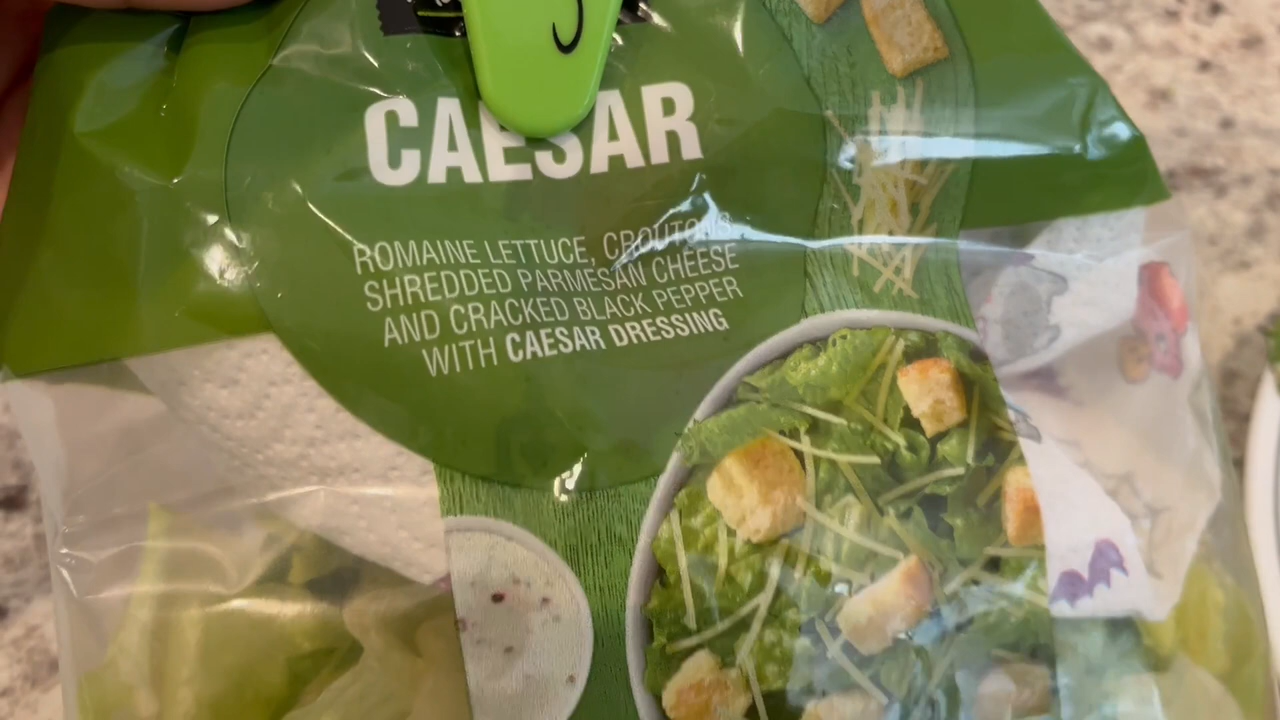 CAESAR
ROMAINE LETTUCE, CROUTONS
SHREDDED PARMESAN CHEESE
AND CRACKED BLACK PEPPER
WITH CAESAR DRESSING